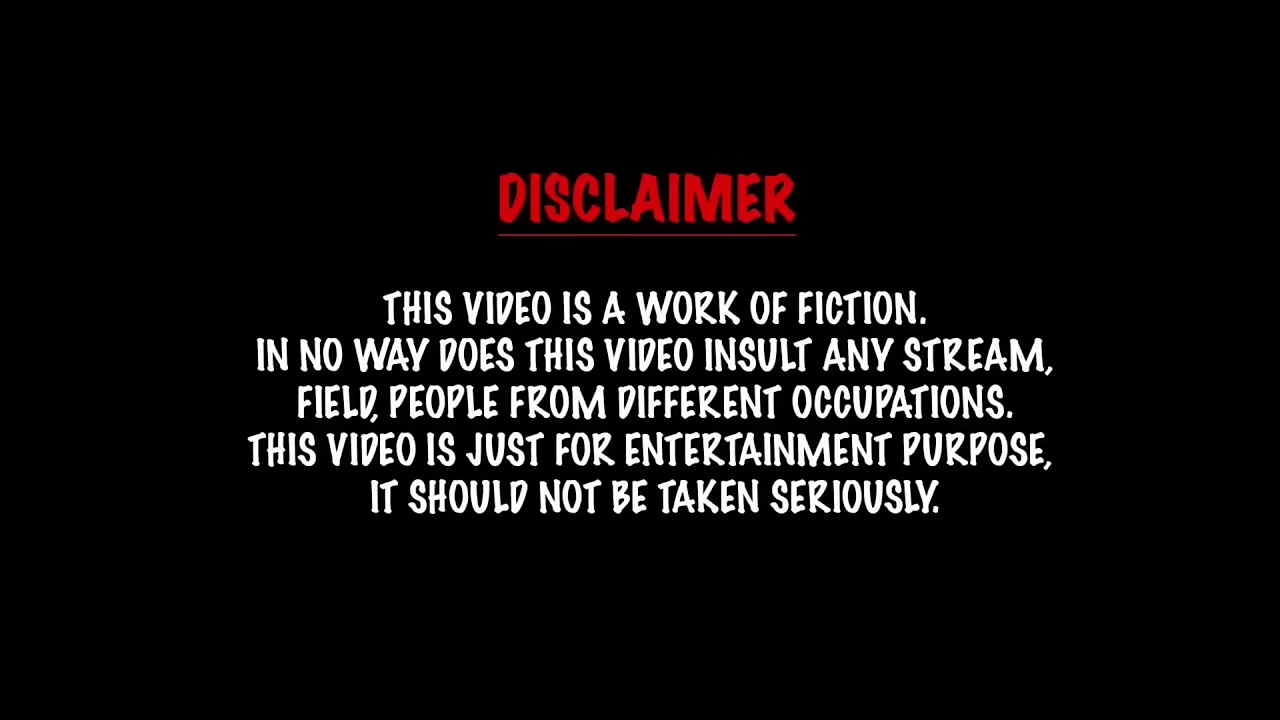 DISCLAIMER
THIS VIDEO IS A WORK OF FICTION.
IN NO WAY DOES THIS VIDEO INSULT ANY STREAM,
FIELD, PEOPLE FROM DIFFERENT OCCUPATIONS.
THIS VIDEO IS JUST FOR ENTERTAINMENT PURPOSE,
IT SHOULD NOT BE TAKEN SERIOUSLY.